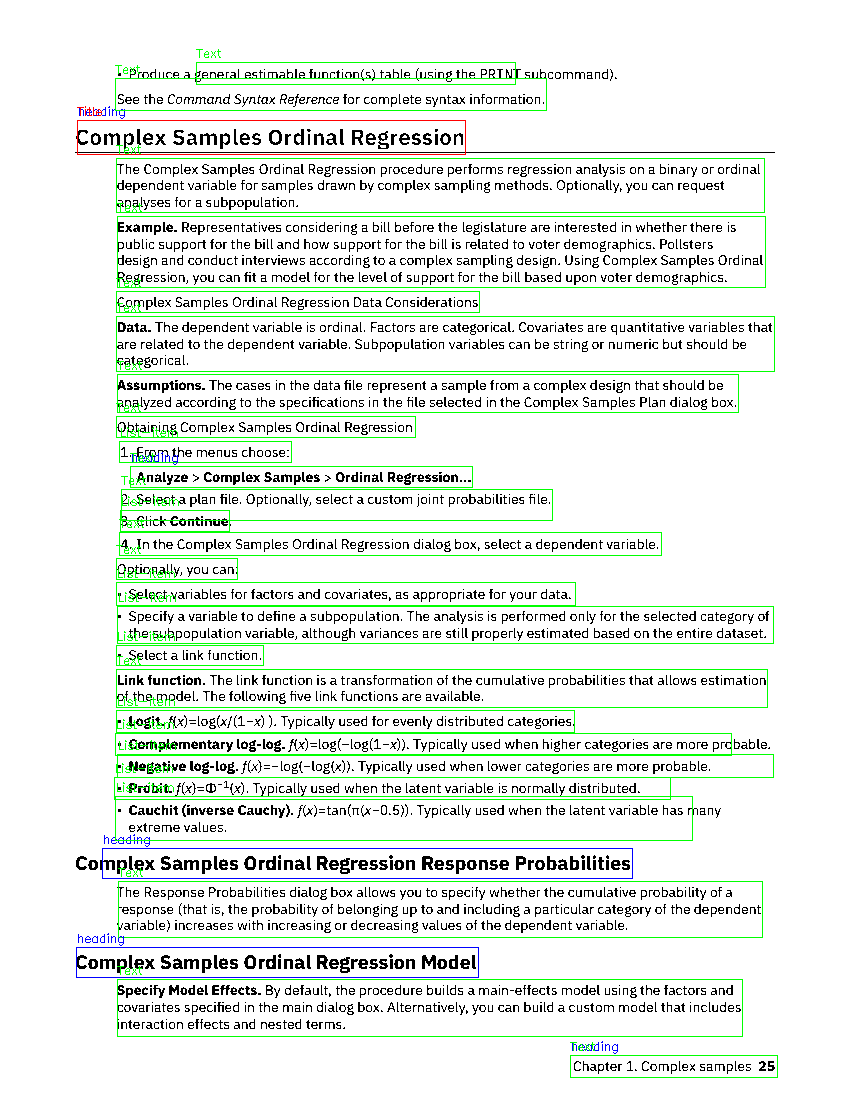 Text
Text
• Produce a general estimable function(s) table (using the PRINT subcommand).
See the Command Syntax Reference for complete syntax information.
heading
Complex Samples Ordinal Regression
Text
The Complex Samples Ordinal Regression procedure performs regression analysis on a binary or ordinal
dependent variable for samples drawn by complex sampling methods. Optionally, you can request
analyses for a subpopulation.
Text
Example. Representatives considering a bill before the legislature are interested in whether there is
public support for the bill and how support for the bill is related to voter demographics. Pollsters
design and conduct interviews according to a complex sampling design. Using Complex Samples Ordinal
Regression, you can fit a model for the level of support for the bill based upon voter demographics.
Text
Complex Samples Ordinal Regression Data Considerations
Text
Data. The dependent variable is ordinal. Factors are categorical. Covariates are quantitative variables that
are related to the dependent variable. Subpopulation variables can be string or numeric but should be
categorical.
Text
Assumptions. The cases in the data file represent a sample from a complex design that should be
analyzed according to the specifications in the file selected in the Complex Samples Plan dialog box.
Text
Obtaining Complex Samples Ordinal Regression
List-item
1. From the menus choose:
heading
Analyze > Complex Samples > Ordinal Regression...
Text
2. Select a plan file. Optionally, select a custom joint probabilities file.
List-item
3. Click Continue.
Text
4. In the Complex Samples Ordinal Regression dialog box, select a dependent variable.
Text
Optionally, you can:
List-item
• Select variables for factors and covariates, as appropriate for your data.
List-item
• Specify a variable to define a subpopulation. The analysis is performed only for the selected category of
the subpopulation variable, although variances are still properly estimated based on the entire dataset.
List-item
• Select a link function.
Text
Link function. The link function is a transformation of the cumulative probabilities that allows estimation
of the model. The following five link functions are available.
List-item
• Logit. f(x)=log(x/(1−x) ). Typically used for evenly distributed categories.
List-item
• Complementary log-log. f(x)=log(−log(1−x)). Typically used when higher categories are more probable.
List-item
• Negative log-log. f(x)=−log(−log(x)). Typically used when lower categories are more probable.
List-item
• Probit. f(x)=Φ−1(x). Typically used when the latent variable is normally distributed.
List-item
• Cauchit (inverse Cauchy). f(x)=tan(π(x−0.5)). Typically used when the latent variable has many
extreme values.
heading
Complex Samples Ordinal Regression Response Probabilities
Text
The Response Probabilities dialog box allows you to specify whether the cumulative probability of a
response (that is, the probability of belonging up to and including a particular category of the dependent
variable) increases with increasing or decreasing values of the dependent variable.
heading
Complex Samples Ordinal Regression Model
Text
Specify Model Effects. By default, the procedure builds a main-effects model using the factors and
covariates specified in the main dialog box. Alternatively, you can build a custom model that includes
interaction effects and nested terms.
heading
Chapter 1. Complex samples 25